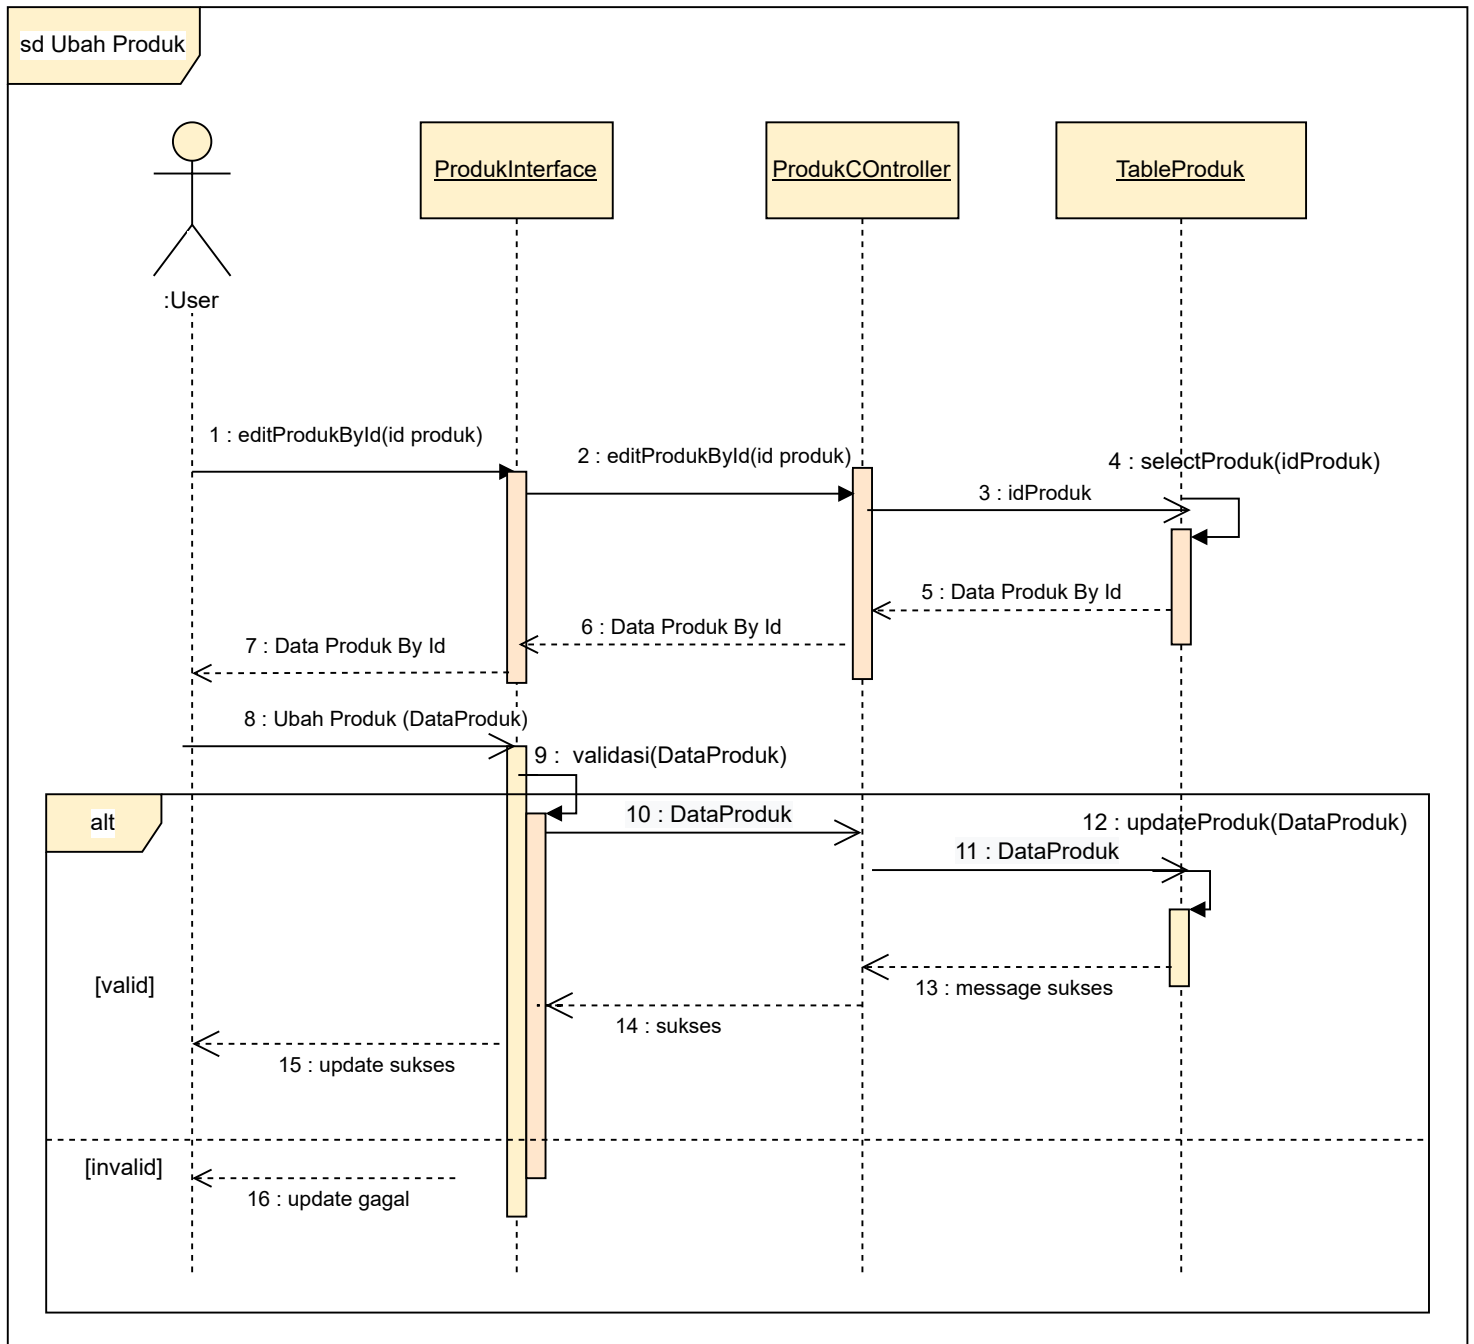 sd Ubah Produk
ProdukInterface
ProdukCOntroller
TableProduk
:User
1 : editProdukById(id produk)
2 : editProdukById(id produk)
4 : selectProduk(idProduk)
3 : idProduk
5 : Data Produk By Id
6 : Data Produk By Id
7 : Data Produk By Id
8 : Ubah Produk (DataProduk)
9 :  validasi(DataProduk)
alt
10 : DataProduk
12 : updateProduk(DataProduk)
11 : DataProduk
[valid]
13 : message sukses
14 : sukses
15 : update sukses
[invalid]
16 : update gagal